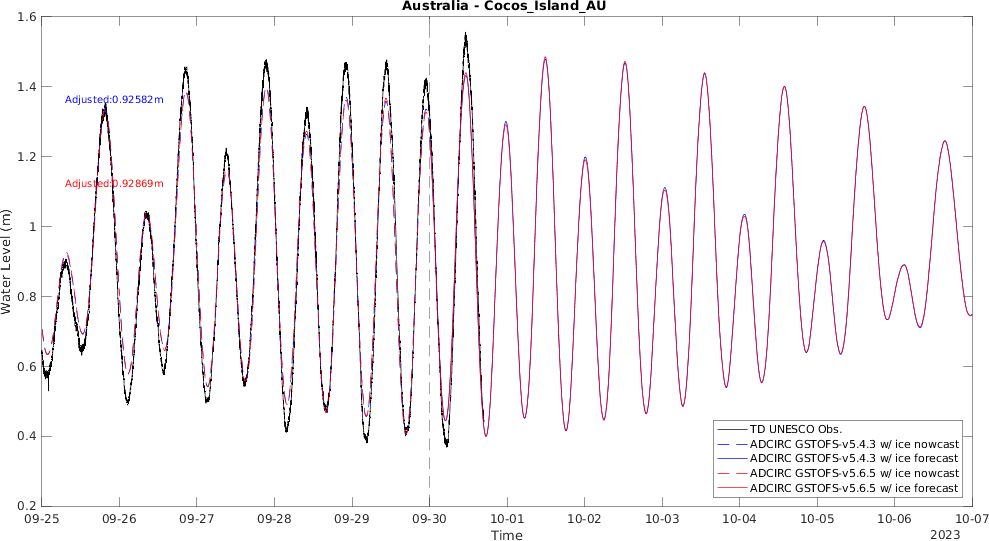 Australia - Cocos_Island_AU
1.6
1.4
1.2
1
0.8
0.6
0.4
0.2
Water Level (m)
Adjusted:0.92582m
Adjusted:0.92869m
TD UNESCO Obs.
ADCIRC GSTOFS-v5.4.3 w/ ice nowcast
ADCIRC GSTOFS-v5.4.3 w/ ice forecast
ADCIRC GSTOFS-v5.6.5 w/ ice nowcast
ADCIRC GSTOFS-v5.6.5 w/ ice forecast
09-25 09-26 09-27 09-28 09-29 09-30 10-01 10-02 10-03 10-04 10-05 10-06 10-07
Time
2023